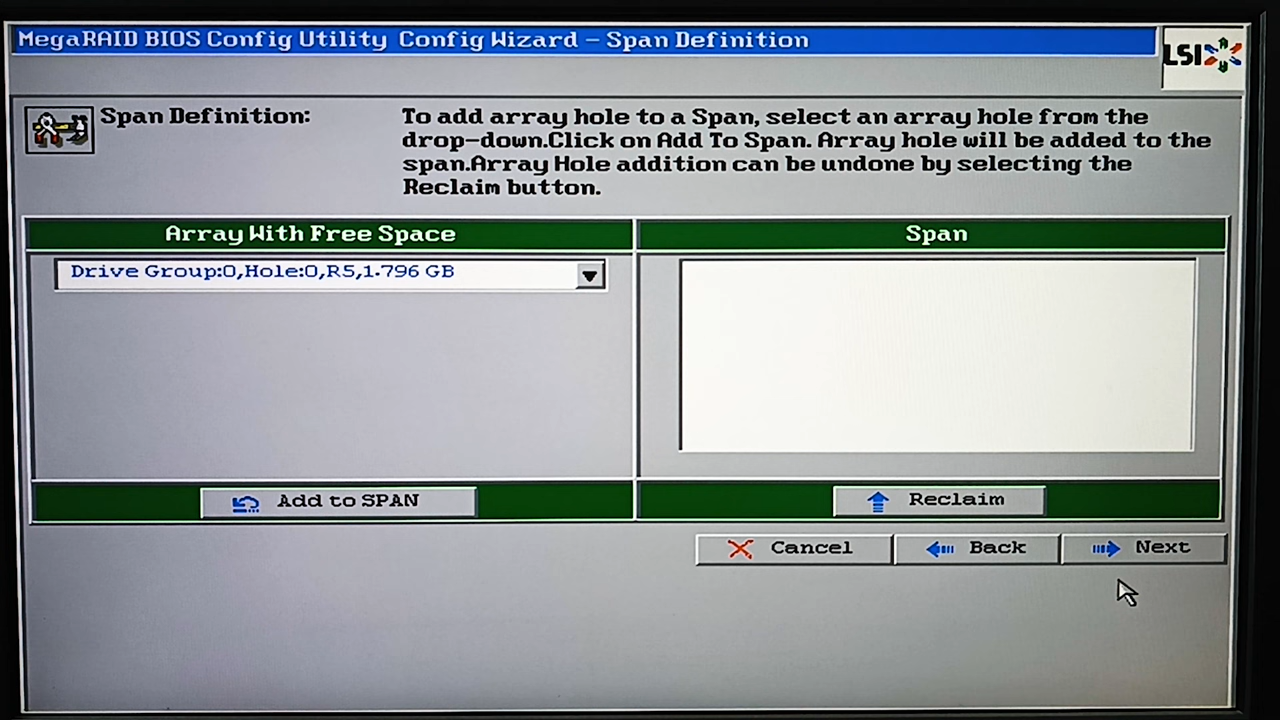 MegaRAID BIOS Config Utility Config Wizard - Span Definition
LSI
Span Definition:
To add array hole to a Span, select an array hole from the
drop-down.Click on Add To Span. Array hole will be added to the
span.Array Hole addition can be undone by selecting the
Reclaim button.
Array With Free Space
Span
Drive Group:0,Hole:0,R5,1.796 GB
Add to SPAN
Reclaim
Cancel
Back
Next